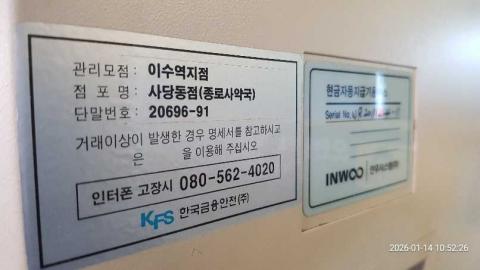 관리모점 : 이수역지점
점 포 명 : 사당동점(종로사약국)
단말번호 : 20696-91
거래이상이 발생한 경우 명세서를 참고하시고
은 을 이용해 주십시오
인터폰 고장시 080-562-4020
KFS 한국금융안전(주)
현금자동지급기
Serial No.
INWOO
2026-01-14 10:52:26